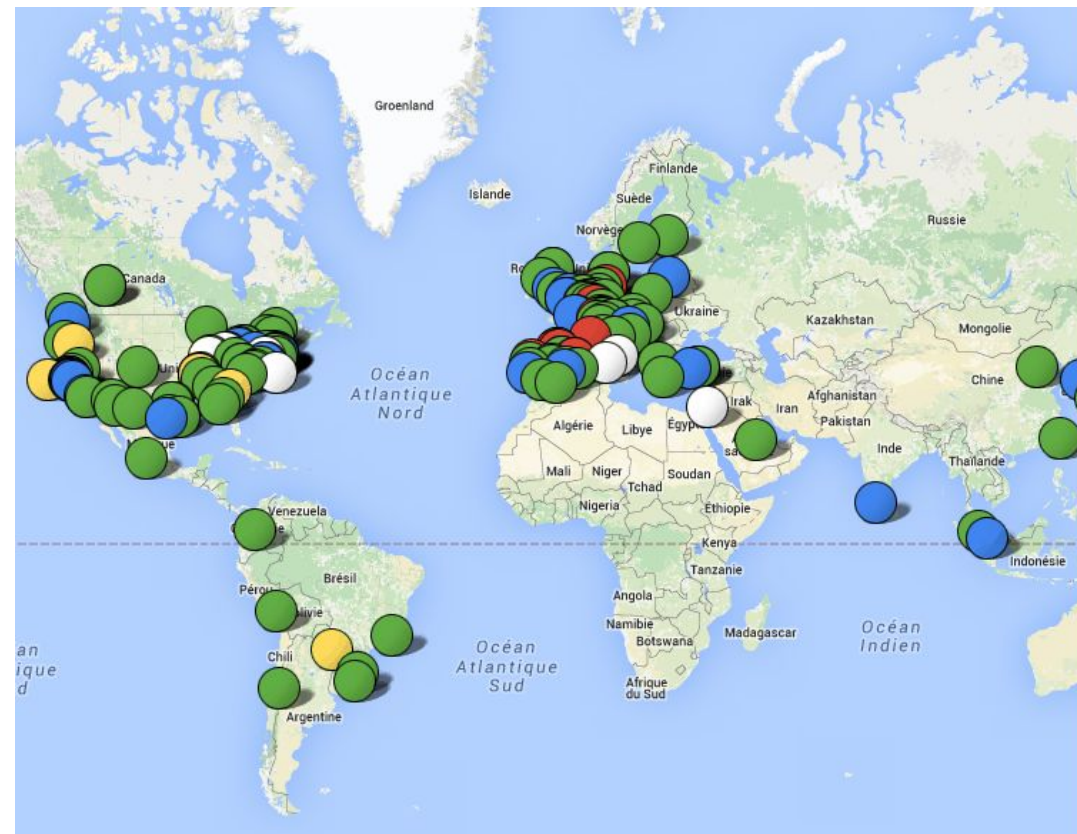 Groenland
Islande
Finlande
Suède
Norvège
Russie
Canada
Ukraine
Kazakhstan
Mongolie
Océan
Atlantique
Nord
Chine
Irak
Iran
Afghanistan
Pakistan
Algérie
Libye
Inde
Thaïlande
Mali
Niger
Tchad
Soudan
Nigeria
Éthiopie
Venezuela
Kenya
Indonésie
Tanzanie
Brésil
Pérou
Angola
Namibie
Botswana
Madagascar
Océan
Indien
Océan
Atlantique
Sud
Chili
Afrique
du Sud
Argentine